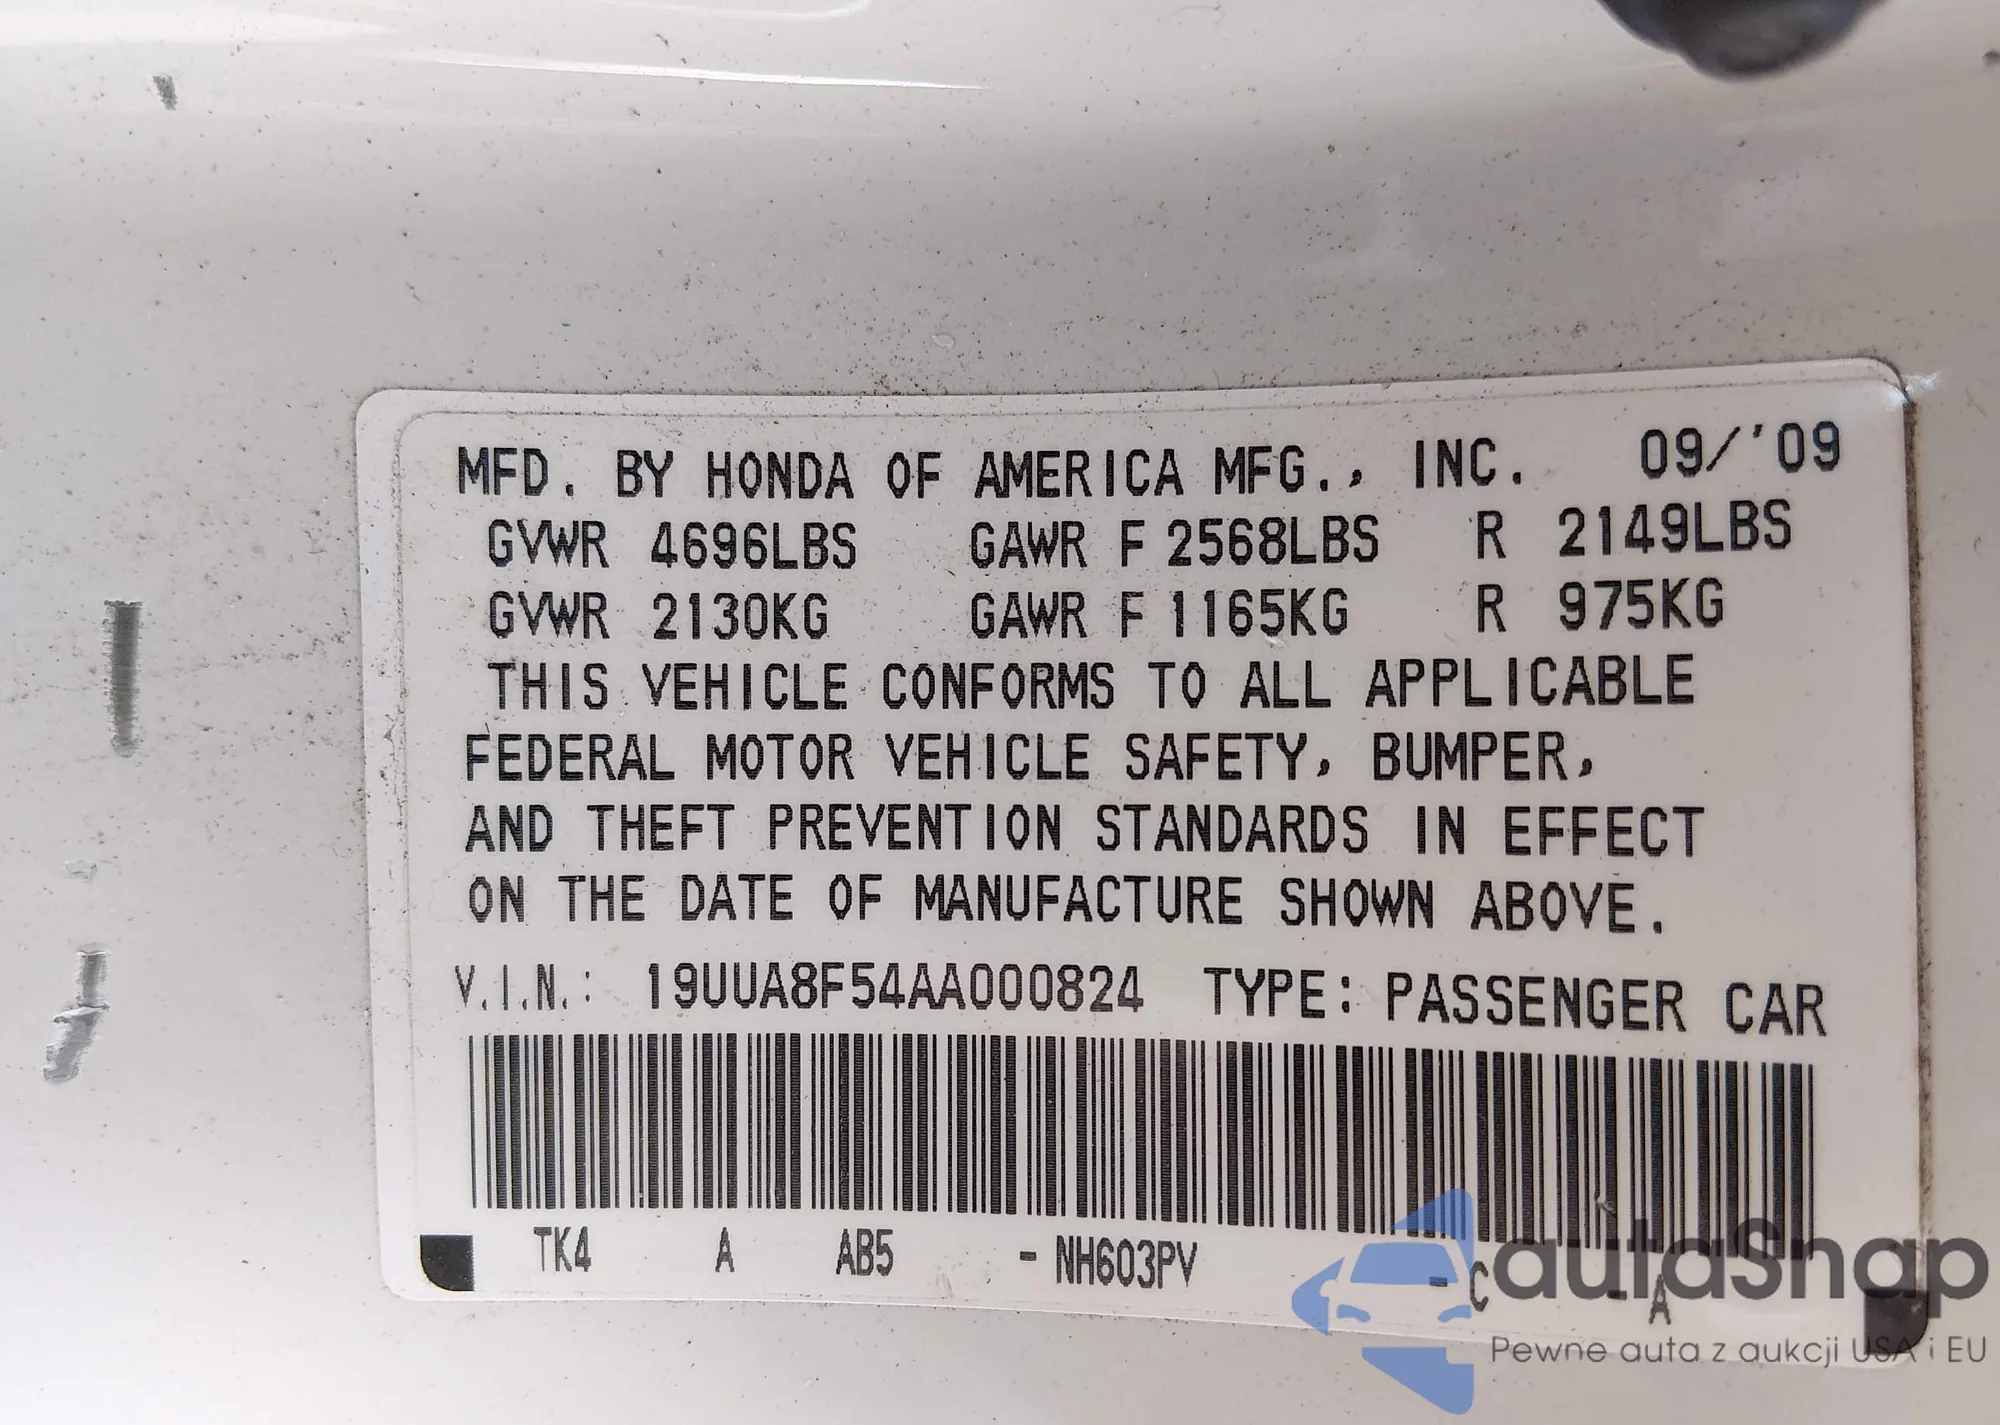 MFD. BY HONDA OF AMERICA MFG., INC. 09/'09
GVWR 4696LBS GAWR F 2568LBS R 2149LBS
GVWR 2130KG GAWR F 1165KG R 975KG
THIS VEHICLE CONFORMS TO ALL APPLICABLE
FEDERAL MOTOR VEHICLE SAFETY, BUMPER,
AND THEFT PREVENTION STANDARDS IN EFFECT
ON THE DATE OF MANUFACTURE SHOWN ABOVE.
V.I.N.: 19UUA8F54AA000824 TYPE: PASSENGER CAR
TK4 A AB5 - NH603PV - C A
autaSnap
Pewne auta z aukcji USA i EU